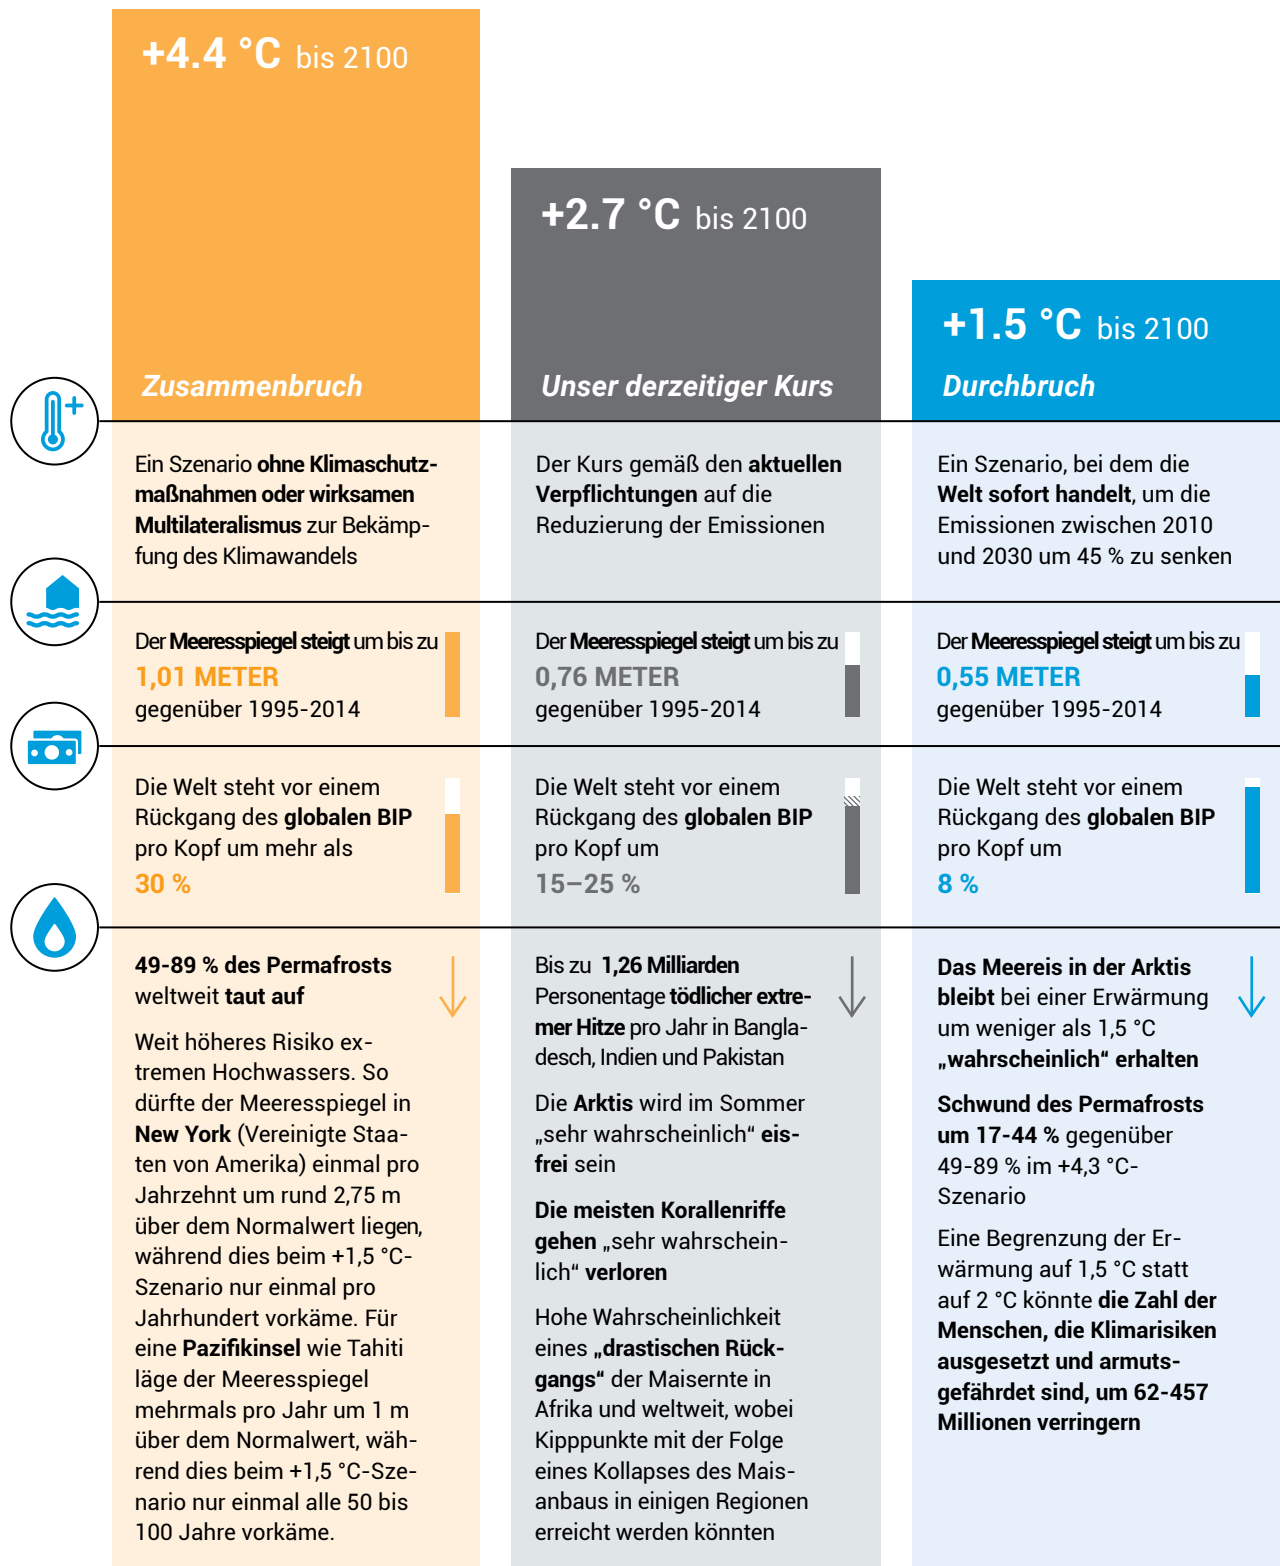 +4.4 °C bis 2100
Zusammenbruch
Ein Szenario ohne Klimaschutz-
maßnahmen oder wirksamen
Multilateralismus zur Bekämp-
fung des Klimawandels
Der Meeresspiegel steigt um bis zu
1,01 METER
gegenüber 1995-2014
Die Welt steht vor einem
Rückgang des globalen BIP
pro Kopf um mehr als
30 %
49-89 % des Permafrosts
weltweit taut auf
Weit höheres Risiko ex-
tremen Hochwassers. So
dürfte der Meeresspiegel in
New York (Vereinigte Staa-
ten von Amerika) einmal pro
Jahrzehnt um rund 2,75 m
über dem Normalwert liegen,
während dies beim +1,5 °C-
Szenario nur einmal pro
Jahrhundert vorkäme. Für
eine Pazifikinsel wie Tahiti
läge der Meeresspiegel
mehrmals pro Jahr um 1 m
über dem Normalwert, wäh-
rend dies beim +1,5 °C-Sze-
nario nur einmal alle 50 bis
100 Jahre vorkäme.
+2.7 °C bis 2100
Unser derzeitiger Kurs
Der Kurs gemäß den aktuellen
Verpflichtungen auf die
Reduzierung der Emissionen
Der Meeresspiegel steigt um bis zu
0,76 METER
gegenüber 1995-2014
Die Welt steht vor einem
Rückgang des globalen BIP
pro Kopf um
15–25 %
Bis zu 1,26 Milliarden
Personentage tödlicher extre-
mer Hitze pro Jahr in Bangla-
desch, Indien und Pakistan
Die Arktis wird im Sommer
„sehr wahrscheinlich“ eis-
frei sein
Die meisten Korallenriffe
gehen „sehr wahrschein-
lich“ verloren
Hohe Wahrscheinlichkeit
eines „drastischen Rück-
gangs“ der Maisernte in
Afrika und weltweit, wobei
Kipppunkte mit der Folge
eines Kollapses des Mais-
anbaus in einigen Regionen
erreicht werden könnten
+1.5 °C bis 2100
Durchbruch
Ein Szenario, bei dem die
Welt sofort handelt, um die
Emissionen zwischen 2010
und 2030 um 45 % zu senken
Der Meeresspiegel steigt um bis zu
0,55 METER
gegenüber 1995-2014
Die Welt steht vor einem
Rückgang des globalen BIP
pro Kopf um
8 %
Das Meereis in der Arktis
bleibt bei einer Erwärmung
um weniger als 1,5 °C
„wahrscheinlich“ erhalten
Schwund des Permafrosts
um 17-44 % gegenüber
49-89 % im +4,3 °C-
Szenario
Eine Begrenzung der Er-
wärmung auf 1,5 °C statt
auf 2 °C könnte die Zahl der
Menschen, die Klimarisiken
ausgesetzt und armuts-
gefährdet sind, um 62-457
Millionen verringern